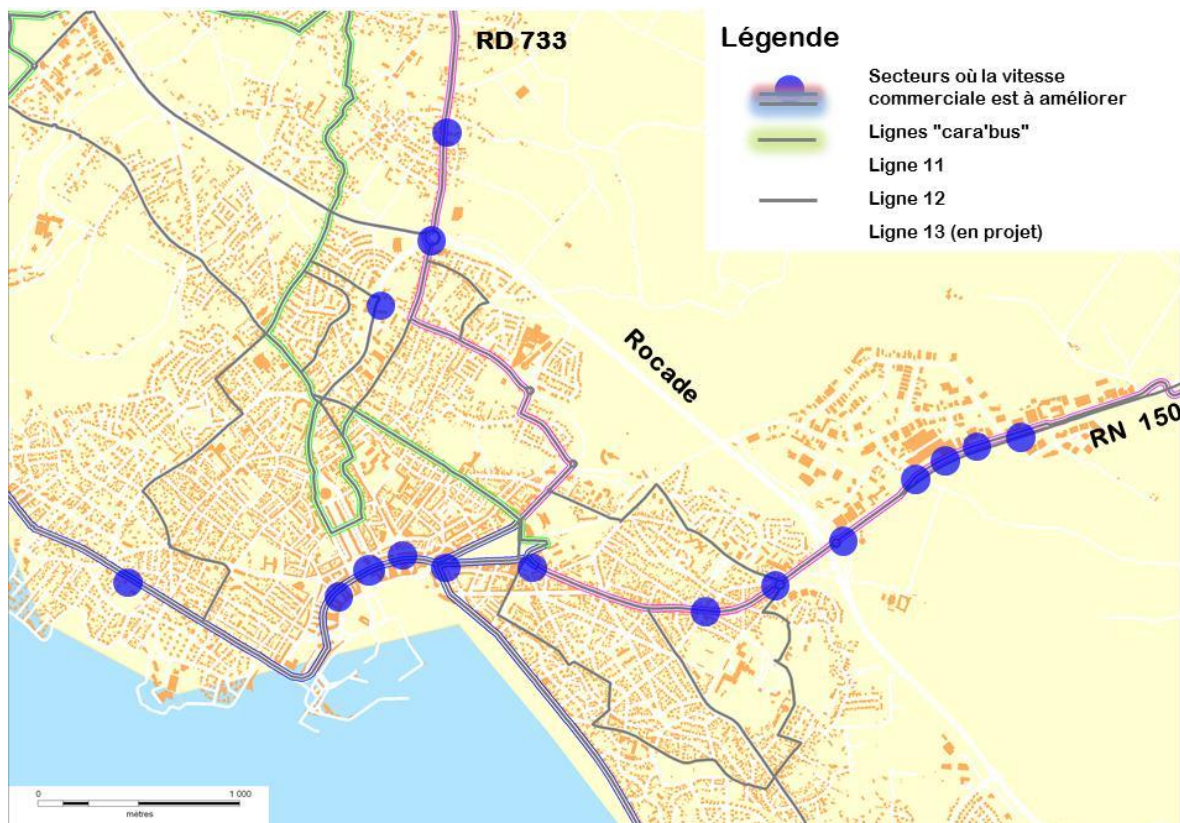 RD 733
Légende
Secteurs où la vitesse
commerciale est à améliorer
Lignes "cara'bus"
Ligne 11
Ligne 12
Ligne 13 (en projet)
Rocade
RN 150
0 1 000
mètres